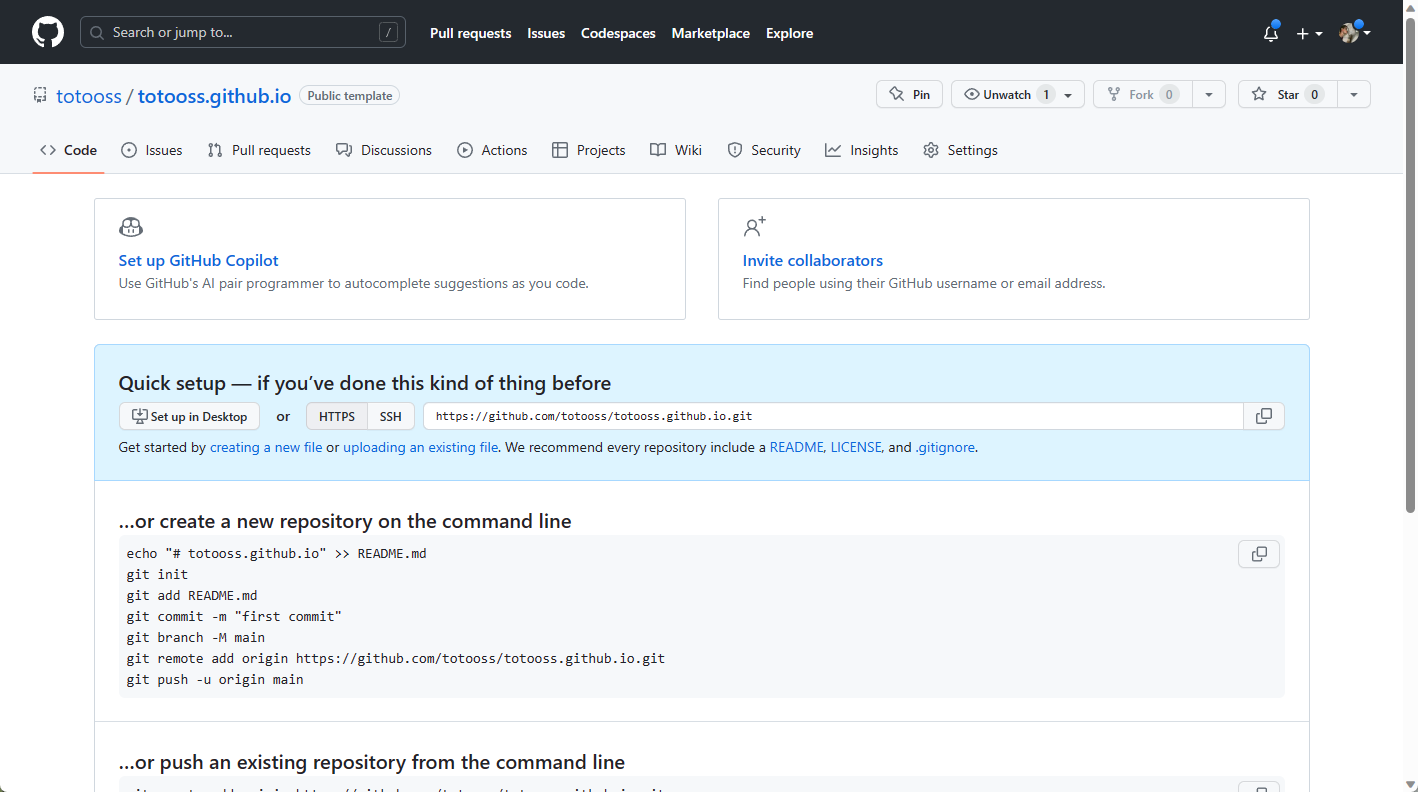 Search or jump to... /
Pull requests Issues Codespaces Marketplace Explore
totooss / totooss.github.io Public template
Pin Unwatch 1 Fork 0 Star 0
Code Issues Pull requests Discussions Actions Projects Wiki Security Insights Settings
Set up GitHub Copilot
Use GitHub's AI pair programmer to autocomplete suggestions as you code.
Invite collaborators
Find people using their GitHub username or email address.
Quick setup — if you’ve done this kind of thing before
Set up in Desktop or HTTPS SSH https://github.com/totooss/totooss.github.io.git
Get started by creating a new file or uploading an existing file. We recommend every repository include a README, LICENSE, and .gitignore.
…or create a new repository on the command line
echo "# totooss.github.io" >> README.md
git init
git add README.md
git commit -m "first commit"
git branch -M main
git remote add origin https://github.com/totooss/totooss.github.io.git
git push -u origin main
…or push an existing repository from the command line